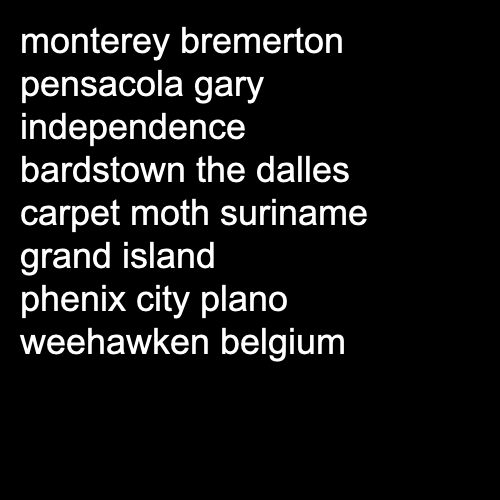 monterey bremerton
pensacola gary
independence
bardstown the dalles
carpet moth suriname
grand island
phenix city plano
weehawken belgium